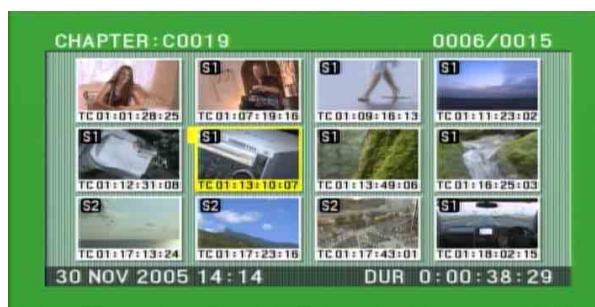 CHAPTER:C0019 0006/0015
S1 S1 S1
TC 01:01:28:25 TC 01:07:19:16 TC 01:09:16:13 TC 01:11:23:02
S1 S1 S1 S1
TC 01:12:31:08 TC 01:13:10:07 TC 01:13:49:06 TC 01:16:25:03
S2 S2 S2 S2
TC 01:17:13:24 TC 01:17:23:16 TC 01:17:43:01 TC 01:18:02:15
30 NOV 2005 14:14 DUR 0:00:38:29